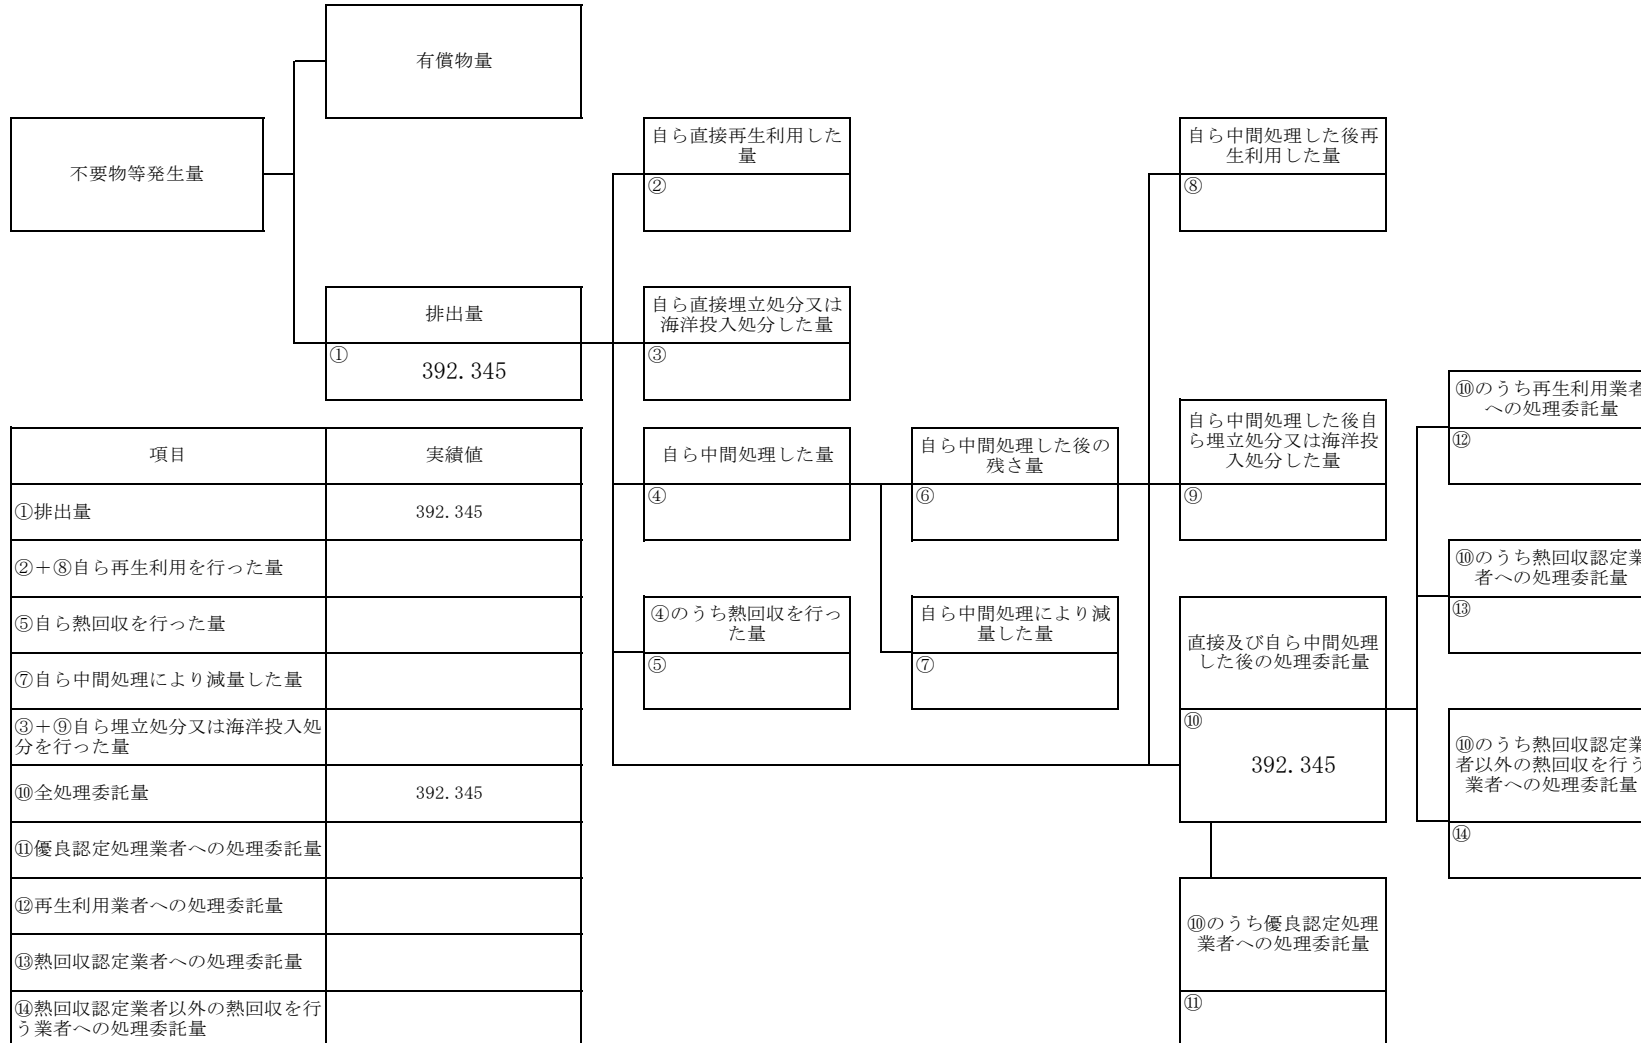 有償物量
不要物等発生量
自ら直接再生利用した
量
②
自ら中間処理した後再
生利用した量
⑧
排出量
①
392.345
自ら直接埋立処分又は
海洋投入処分した量
③
自ら中間処理した量
④
自ら中間処理した後の
残さ量
⑥
自ら中間処理した後自
ら埋立処分又は海洋投
入処分した量
⑨
⑩のうち再生利用業者
への処理委託量
⑫
④のうち熱回収を行っ
た量
⑤
自ら中間処理により減
量した量
⑦
直接及び自ら中間処理
した後の処理委託量
⑩
392.345
⑩のうち熱回収認定業
者への処理委託量
⑬
⑩のうち熱回収認定業
者以外の熱回収を行う
業者への処理委託量
⑭
⑩のうち優良認定処理
業者への処理委託量
⑪
項目 実績値
①排出量 392.345
②+⑧自ら再生利用を行った量
⑤自ら熱回収を行った量
⑦自ら中間処理により減量した量
③+⑨自ら埋立処分又は海洋投入処
分を行った量
⑩全処理委託量 392.345
⑪優良認定処理業者への処理委託量
⑫再生利用業者への処理委託量
⑬熱回収認定業者への処理委託量
⑭熱回収認定業者以外の熱回収を行
う業者への処理委託量